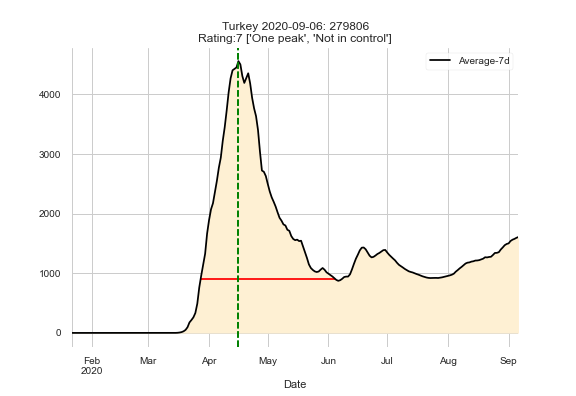 Turkey 2020-09-06: 279806
Rating:7 ['One peak', 'Not in control']
Average-7d
4000
3000
2000
1000
0
Feb Mar Apr May Jun Jul Aug Sep
2020
Date